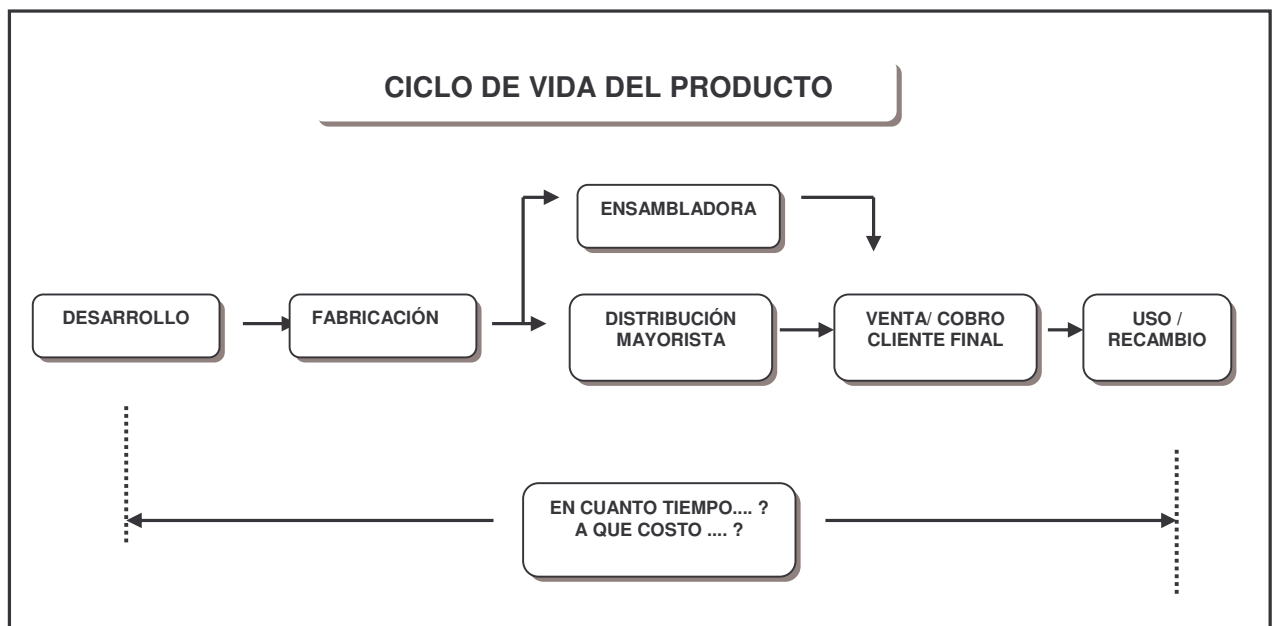 CICLO DE VIDA DEL PRODUCTO
ENSAMBLADORA
DESARROLLO
FABRICACIÓN
DISTRIBUCIÓN
MAYORISTA
VENTA/ COBRO
CLIENTE FINAL
USO /
RECAMBIO
EN CUANTO TIEMPO.... ?
A QUE COSTO .... ?